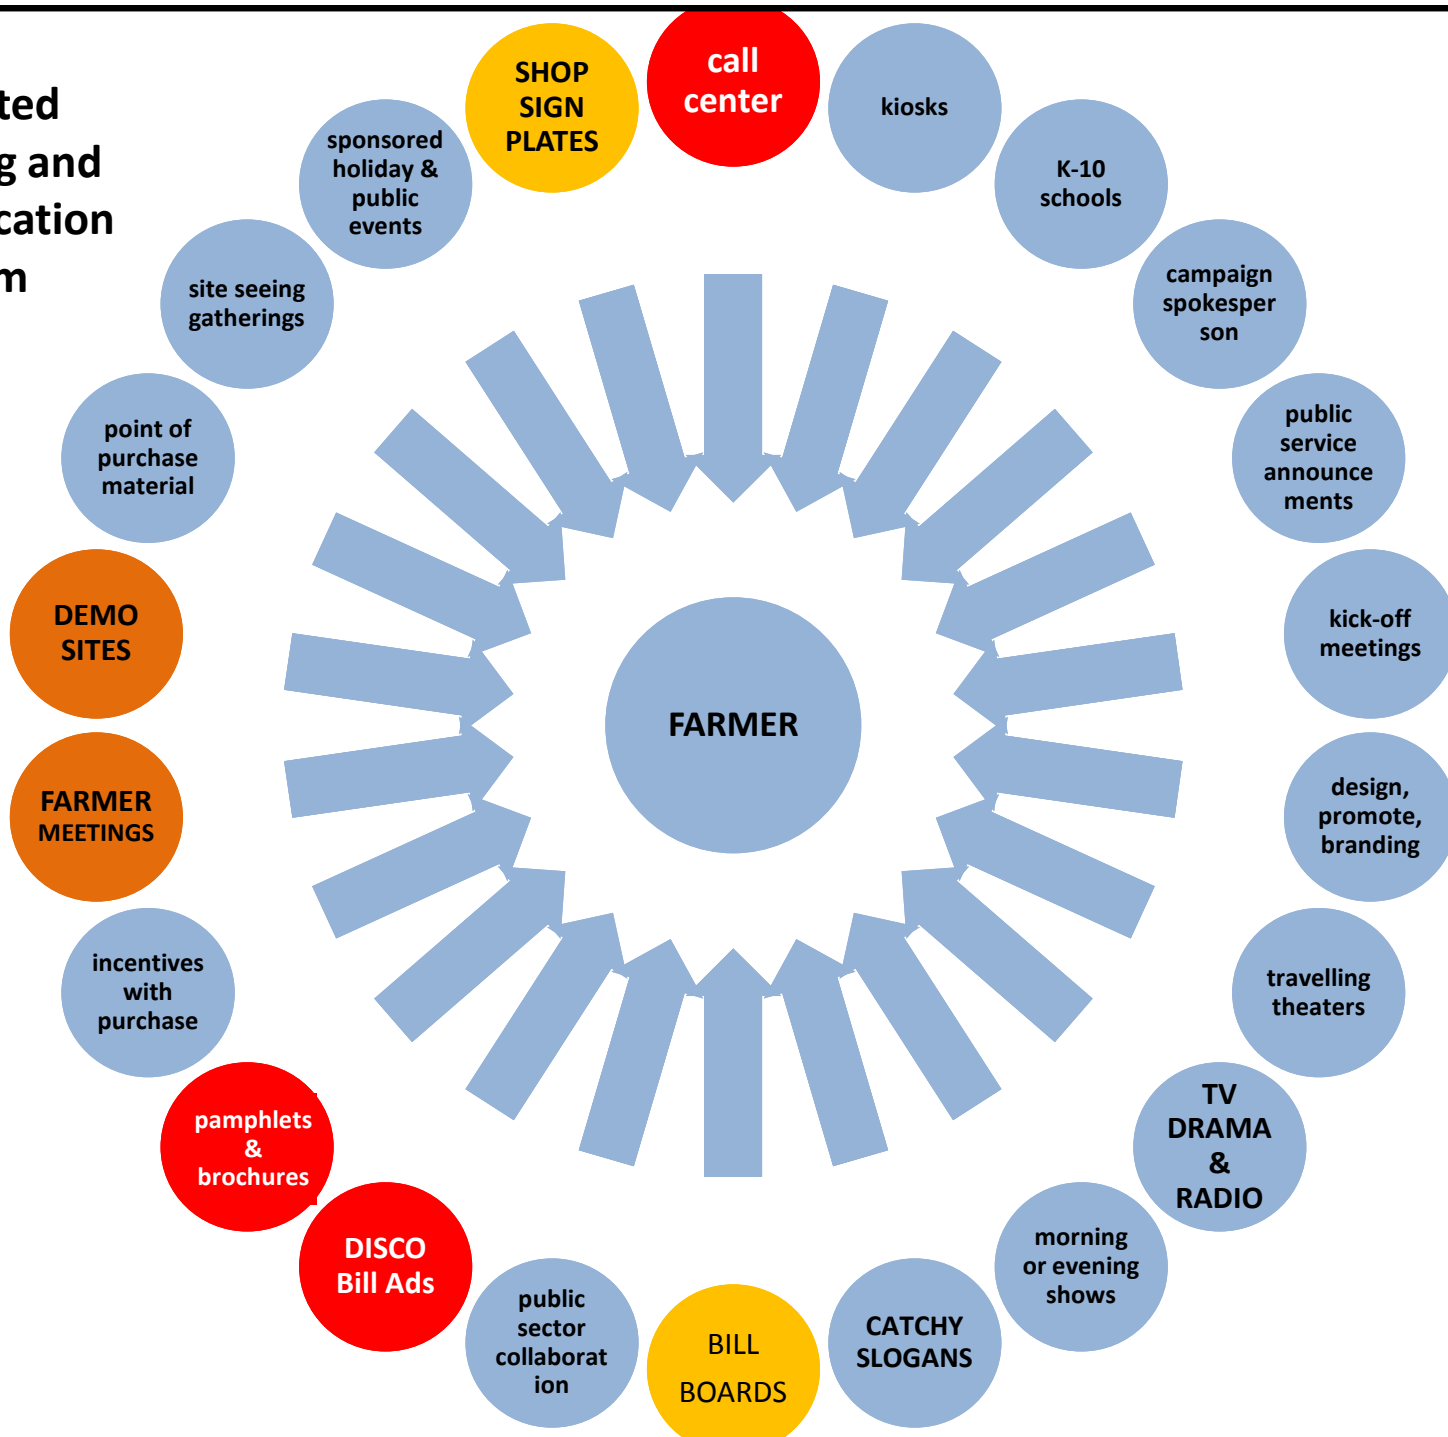 ted
g and
cation
m
call
center
kiosks
K-10
schools
campaign
spokesper
son
public
service
announce
ments
kick-off
meetings
design,
promote,
branding
travelling
theaters
TV
DRAMA
&
RADIO
morning
or evening
shows
CATCHY
SLOGANS
BILL
BOARDS
public
sector
collaborat
ion
DISCO
Bill Ads
pamphlets
&
brochures
incentives
with
purchase
FARMER
MEETINGS
DEMO
SITES
point of
purchase
material
site seeing
gatherings
sponsored
holiday &
public
events
SHOP
SIGN
PLATES
FARMER